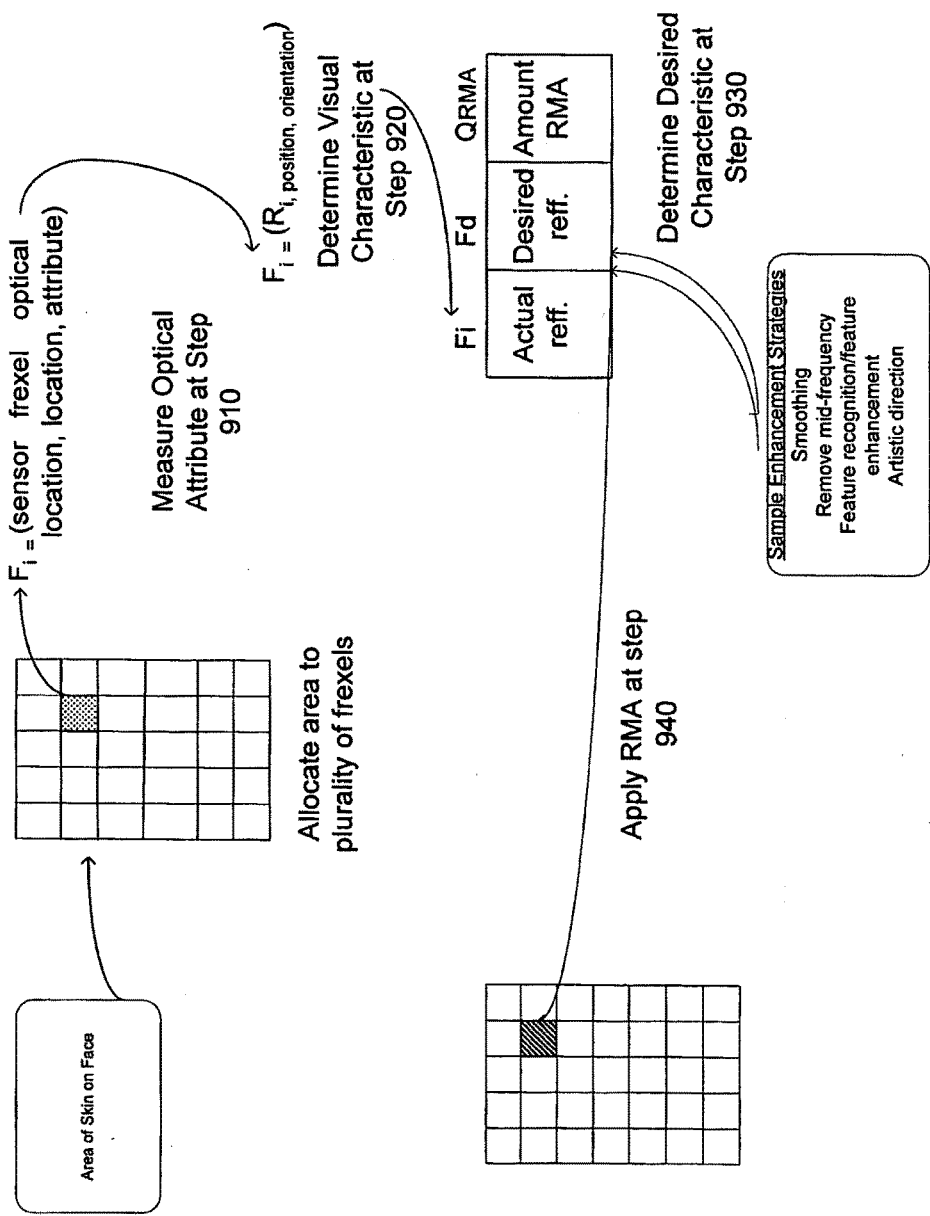 Area of Skin on Face
Allocate area to
plurality of frexels
F i = (sensor frexel optical
location, location, attribute)
Measure Optical
Attribute at Step
910
F i = (R i, position, orientation)
Determine Visual
Characteristic at
Step 920
Fi Fd QRMA
Actual Desired Amount
reff. reff. RMA
Determine Desired
Characteristic at
Step 930
Sample Enhancement Strategies
Smoothing
Remove mid-frequency
Feature recognition/feature
enhancement
Artistic direction
Apply RMA at step
940